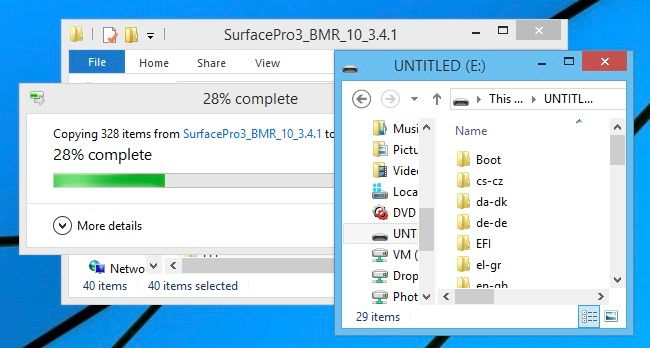 SurfacePro3_BMR_10_3.4.1
File Home Share View
28% complete
Copying 328 items from SurfacePro3_BMR_10_3.4.1 to
28% complete
More details
Netwo
40 items 40 items selected
UNTITLED (E:)
This ... UNTITL...
Name
Musi
Pictu
Video
Loca
DVD
UNT
VM (
Drop
Phot
Boot
cs-cz
da-dk
de-de
EFI
el-gr
en-gb
29 items